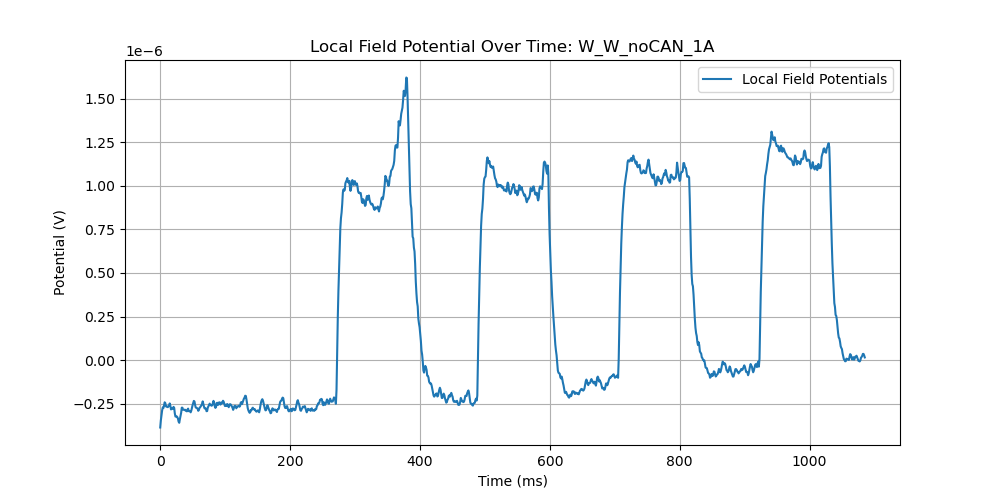 Local Field Potential Over Time: W_W_noCAN_1A
1e−6
Local Field Potentials
1.50
1.25
1.00
0.75
0.50
0.25
0.00
−0.25
Potential (V)
0 200 400 600 800 1000
Time (ms)